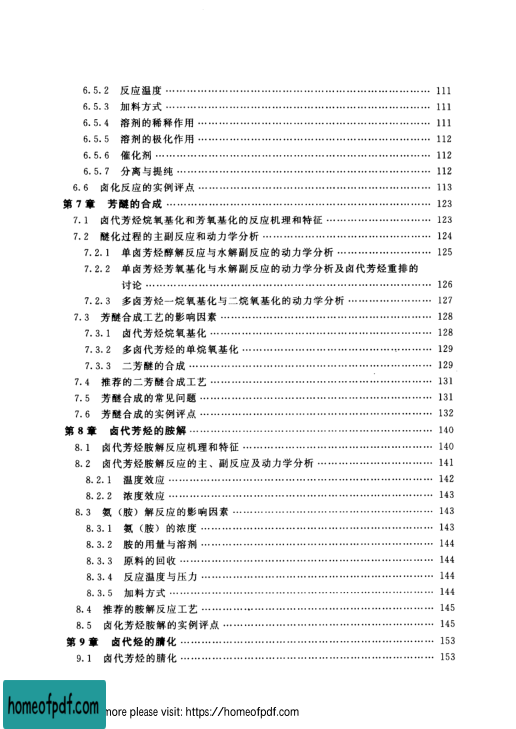 6.5.2 反应温度 …… 111
6.5.3 加料方式 …… 111
6.5.4 溶剂的稀释作用 …… 111
6.5.5 溶剂的极化作用 …… 112
6.5.6 催化剂 …… 112
6.5.7 分离与提纯 …… 112
6.6 卤化反应的实例评点 …… 113
第7章 芳醚的合成 …… 123
7.1 卤代芳烃烷氧基化和芳氧基化的反应机理和特征 …… 123
7.2 醚化过程的主副反应和动力学分析 …… 124
7.2.1 单卤芳烃醇解反应与水解副反应的动力学分析 …… 125
7.2.2 单卤芳烃芳氧基化与水解副反应的动力学分析及卤代芳烃重排的
讨论 …… 126
7.2.3 多卤芳烃一烷氧基化与二烷氧基化的动力学分析 …… 127
7.3 芳醚合成工艺的影响因素 …… 128
7.3.1 卤代芳烃烷氧基化 …… 128
7.3.2 多卤代芳烃的单烷氧基化 …… 129
7.3.3 二芳醚的合成 …… 129
7.4 推荐的二芳醚合成工艺 …… 131
7.5 芳醚合成的常见问题 …… 131
7.6 芳醚合成的实例评点 …… 132
第8章 卤代芳烃的胺解 …… 140
8.1 卤代芳烃胺解反应机理和特征 …… 140
8.2 卤代芳烃胺解反应的主、副反应及动力学分析 …… 141
8.2.1 温度效应 …… 142
8.2.2 浓度效应 …… 143
8.3 氨（胺）解反应的影响因素 …… 143
8.3.1 氨（胺）的浓度 …… 143
8.3.2 胺的用量与溶剂 …… 144
8.3.3 原料的回收 …… 144
8.3.4 反应温度与压力 …… 144
8.3.5 加料方式 …… 144
8.4 推荐的胺解反应工艺 …… 145
8.5 卤化芳烃胺解的实例评点 …… 145
第9章 卤代烃的腈化 …… 153
9.1 卤代芳烃的腈化 …… 153
homeofpdf.com
more please visit: https://homeofpdf.com